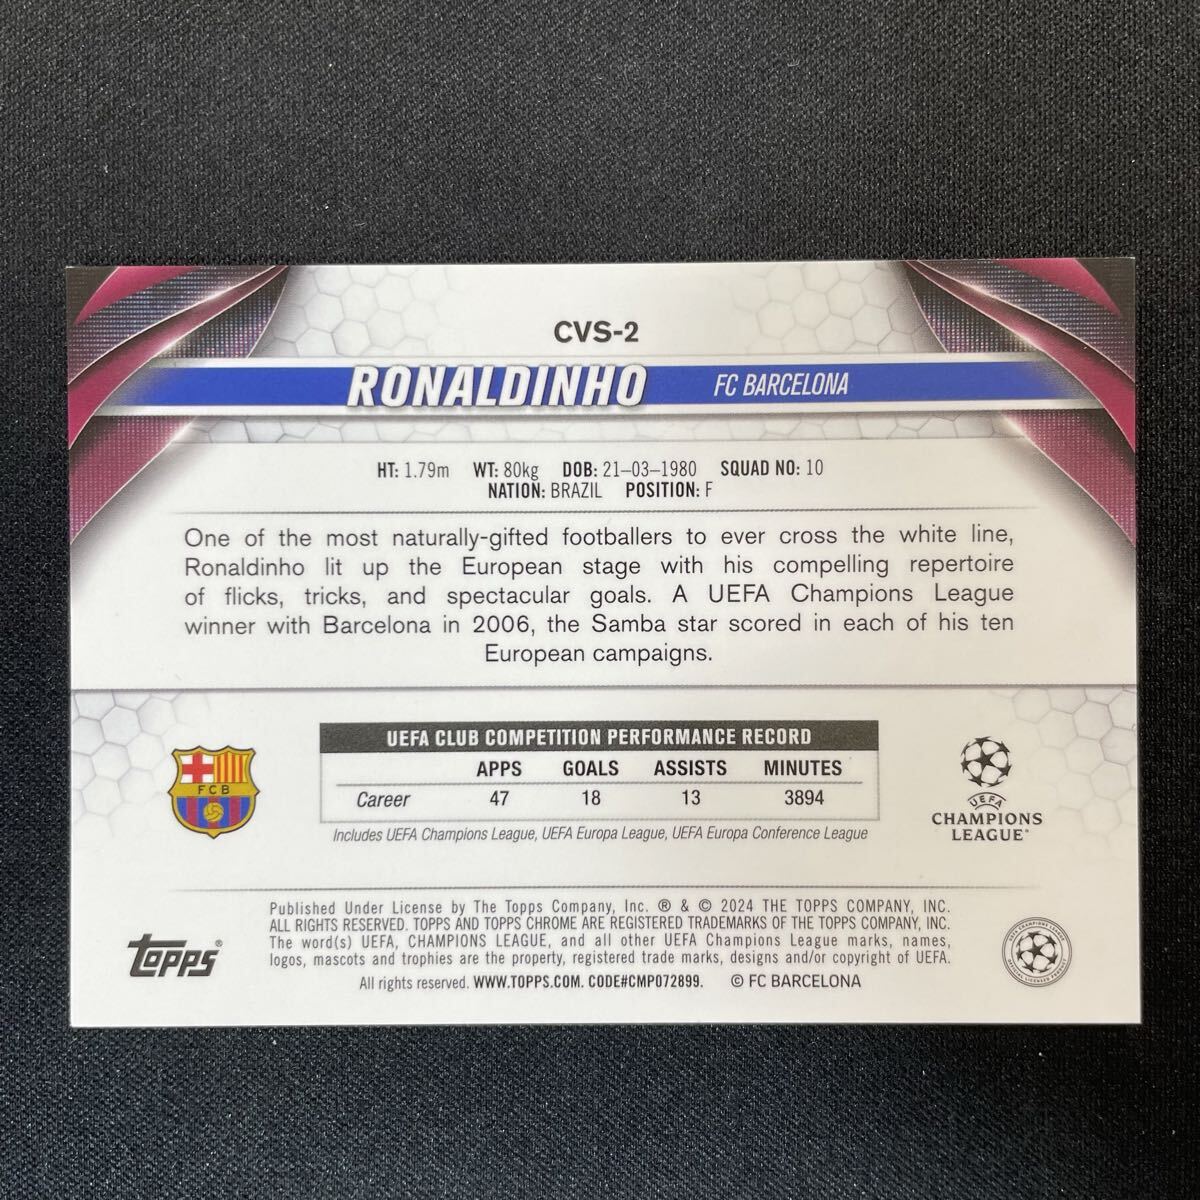 CVS-2
RONALDINHO FC BARCELONA
HT: 1.79m WT: 80kg DOB: 21–03–1980 SQUAD NO: 10
NATION: BRAZIL POSITION: F
One of the most naturally-gifted footballers to ever cross the white line,
Ronaldinho lit up the European stage with his compelling repertoire
of flicks, tricks, and spectacular goals. A UEFA Champions League
winner with Barcelona in 2006, the Samba star scored in each of his ten
European campaigns.
UEFA CLUB COMPETITION PERFORMANCE RECORD
APPS GOALS ASSISTS MINUTES
Career 47 18 13 3894
Includes UEFA Champions League, UEFA Europa League, UEFA Europa Conference League
FCB
UEFA
CHAMPIONS
LEAGUE®
Published Under License by The Topps Company, Inc. ® & © 2024 THE TOPPS COMPANY, INC.
ALL RIGHTS RESERVED. TOPPS AND TOPPS CHROME ARE REGISTERED TRADEMARKS OF THE TOPPS COMPANY, INC.
The word(s) UEFA, CHAMPIONS LEAGUE, and all other UEFA Champions League marks, names,
logos, mascots and trophies are the property, registered trade marks, designs and/or copyright of UEFA.
All rights reserved. WWW.TOPPS.COM. CODE#CMP072899. © FC BARCELONA
topps®
UEFA CHAMPIONS LEAGUE
OFFICIAL LICENSED PRODUCT